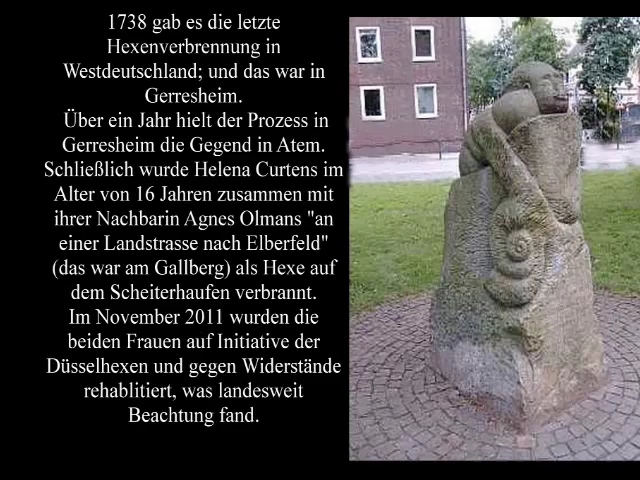 1738 gab es die letzte
Hexenverbrennung in
Westdeutschland; und das war in
Gerresheim.
Über ein Jahr hielt der Prozess in
Gerresheim die Gegend in Atem.
Schließlich wurde Helena Curtens im
Alter von 16 Jahren zusammen mit
ihrer Nachbarin Agnes Olmans "an
einer Landstrasse nach Elberfeld"
(das war am Gallberg) als Hexe auf
dem Scheiterhaufen verbrannt.
Im November 2011 wurden die
beiden Frauen auf Initiative der
Düsselhexen und gegen Widerstände
rehablitiert, was landesweit
Beachtung fand.